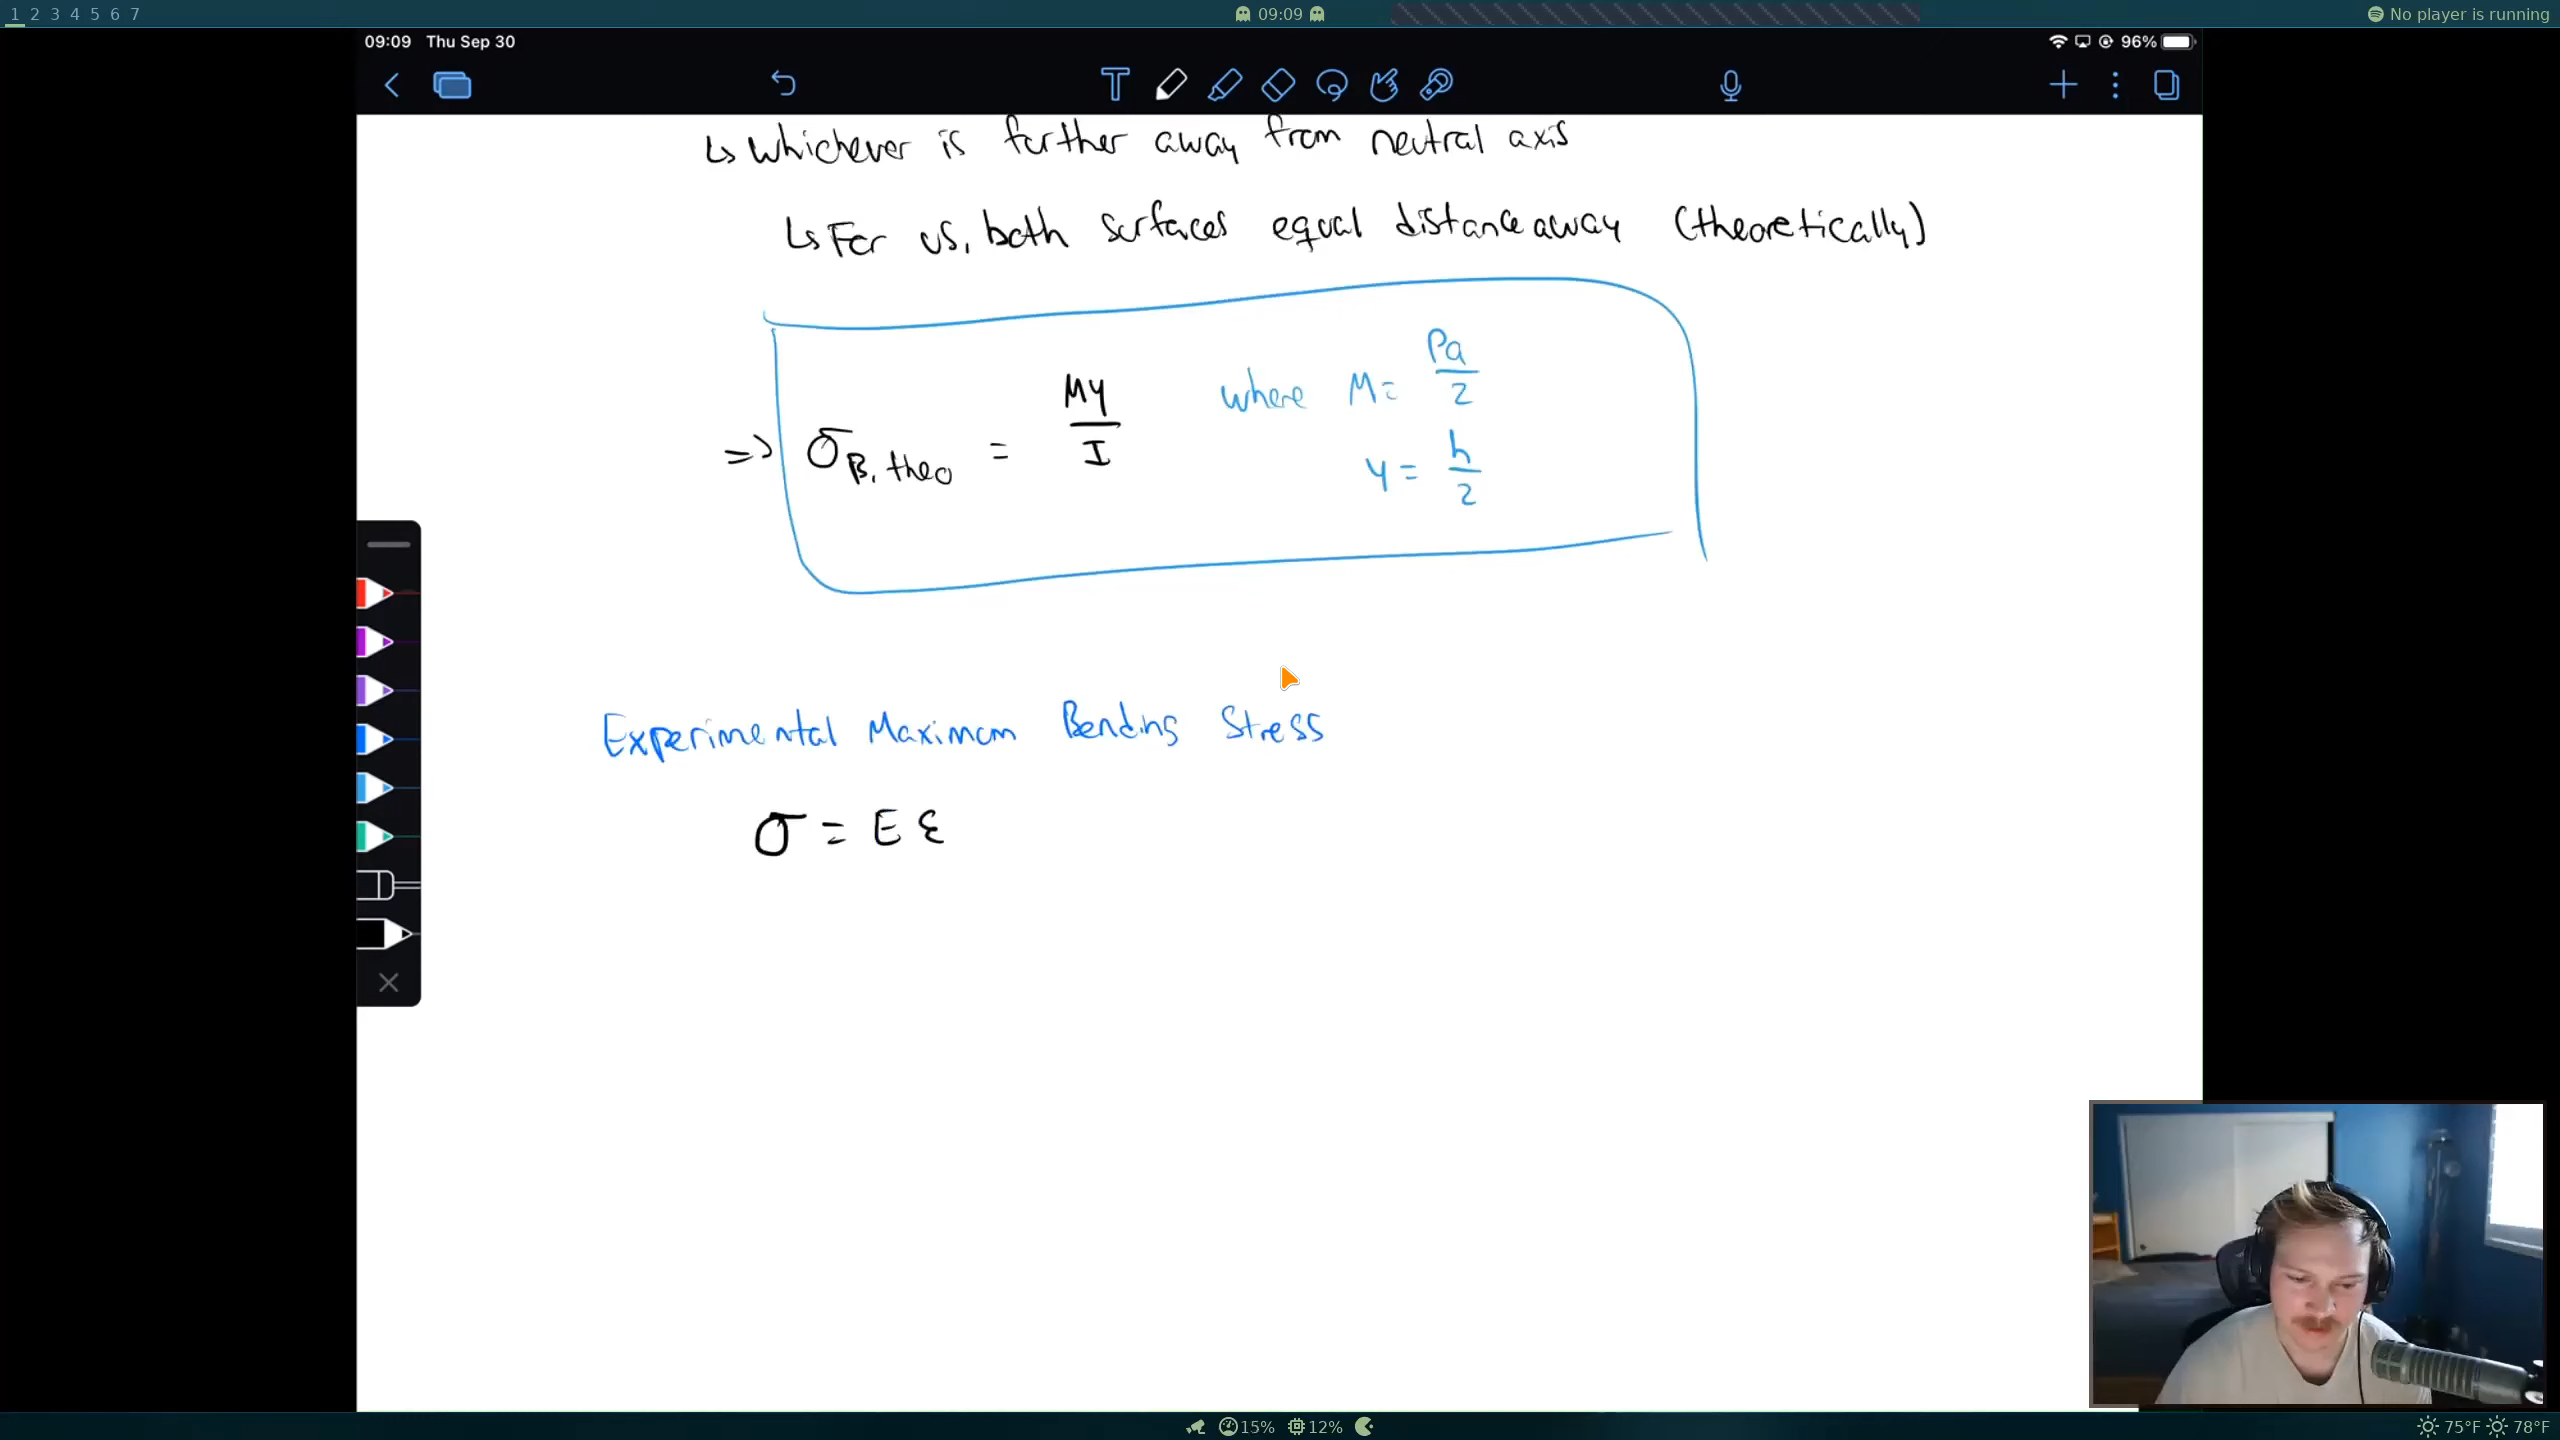 1 2 3 4 5 6 7
09:09
No player is running
09:09 Thu Sep 30
96%
T
↳ Whichever is further away from neutral axis
↳ For us, both surfaces equal distance away (theoretically)
=> σB, theo = My/I where M = Pa/2
y = h/2
Experimental Maximum Bending Stress
σ = E ε
15% 12%
75°F 78°F